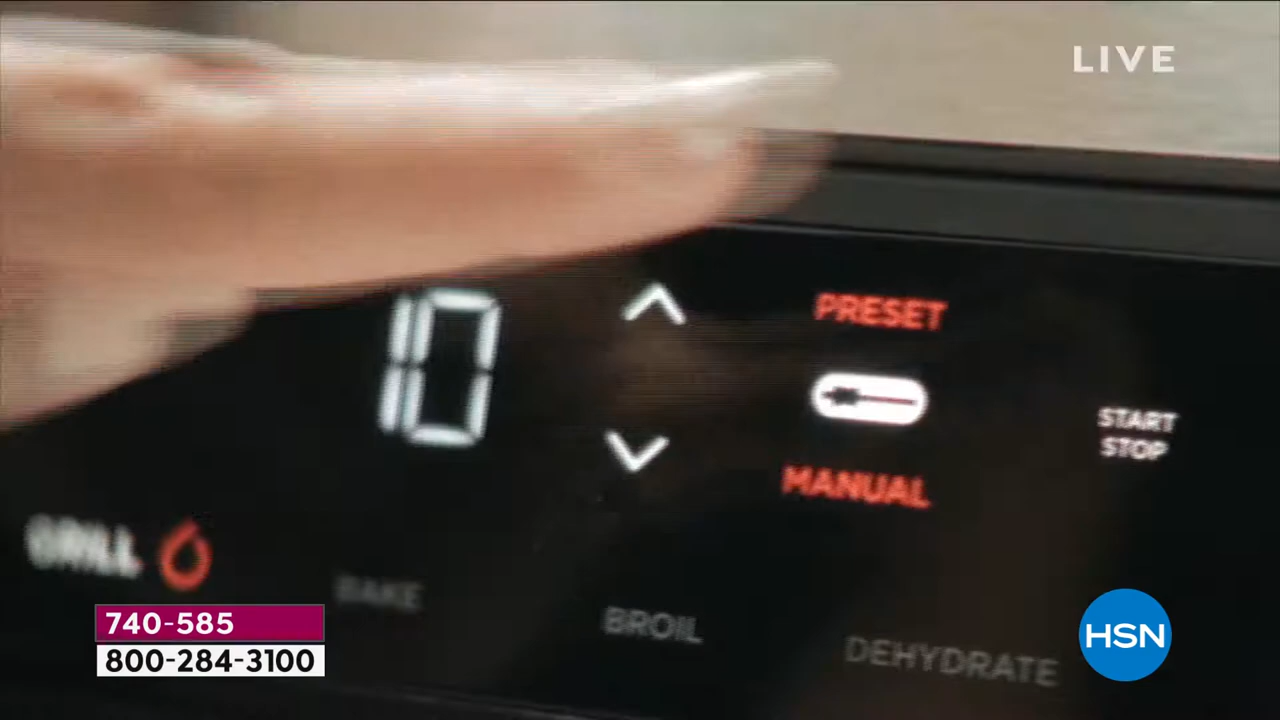 LIVE
10
PRESET
MANUAL
START
STOP
GRILL
BAKE
BROIL
DEHYDRATE
740-585
800-284-3100
HSN